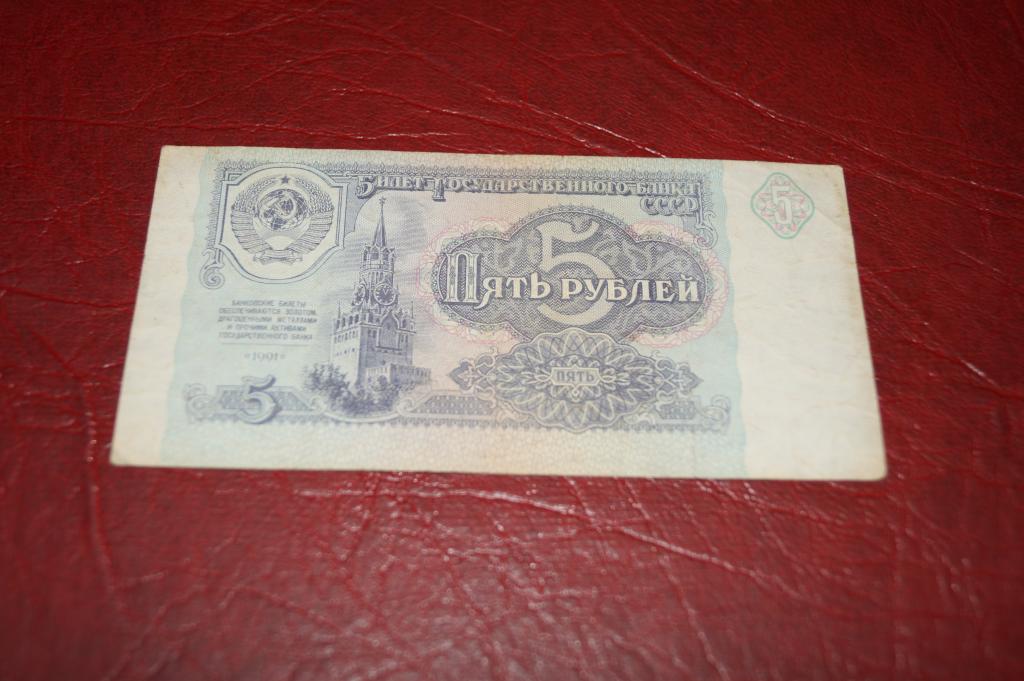 Билет Государственного банка
СССР
5
Пять рублей
БАНКОВСКИЕ БИЛЕТЫ
ОБЕСПЕЧИВАЮТСЯ ЗОЛОТОМ,
ДРАГОЦЕННЫМИ МЕТАЛЛАМИ
И ПРОЧИМИ АКТИВАМИ
ГОСУДАРСТВЕННОГО БАНКА
*1991*
5
ПЯТЬ
5